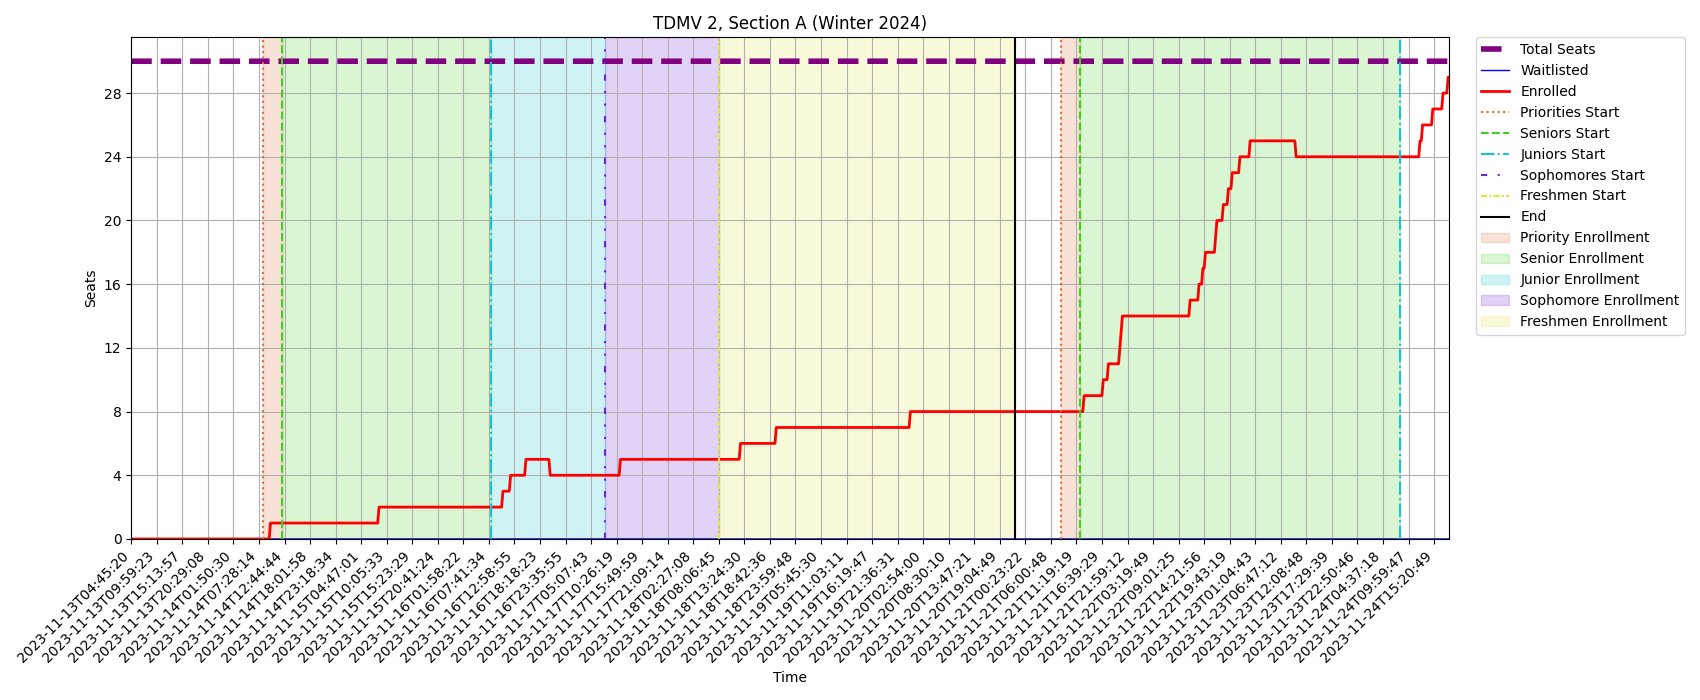 TDMV 2, Section A (Winter 2024)
28
24
20
16
12
8
4
0
Seats
2023-11-13T04:45:20
2023-11-13T09:59:23
2023-11-13T15:13:57
2023-11-13T20:29:08
2023-11-14T01:50:30
2023-11-14T07:28:14
2023-11-14T12:44:44
2023-11-14T18:01:58
2023-11-14T23:18:34
2023-11-15T04:47:01
2023-11-15T10:05:33
2023-11-15T15:23:29
2023-11-15T20:41:24
2023-11-16T01:58:22
2023-11-16T07:41:34
2023-11-16T12:58:55
2023-11-16T18:18:23
2023-11-16T23:35:55
2023-11-17T05:07:43
2023-11-17T10:26:19
2023-11-17T15:49:59
2023-11-17T21:09:14
2023-11-18T02:27:08
2023-11-18T08:06:45
2023-11-18T13:24:30
2023-11-18T18:42:36
2023-11-18T23:59:48
2023-11-19T05:45:30
2023-11-19T11:03:11
2023-11-19T16:19:47
2023-11-19T21:36:31
2023-11-20T02:54:00
2023-11-20T08:30:10
2023-11-20T13:47:21
2023-11-20T19:04:49
2023-11-21T00:23:22
2023-11-21T06:00:48
2023-11-21T11:19:19
2023-11-21T16:39:29
2023-11-21T21:59:12
2023-11-22T03:19:49
2023-11-22T09:01:25
2023-11-22T14:21:56
2023-11-22T19:43:19
2023-11-23T01:04:43
2023-11-23T06:47:12
2023-11-23T12:08:48
2023-11-23T17:29:39
2023-11-23T22:50:46
2023-11-24T04:37:18
2023-11-24T09:59:47
2023-11-24T15:20:49
Time
Total Seats
Waitlisted
Enrolled
Priorities Start
Seniors Start
Juniors Start
Sophomores Start
Freshmen Start
End
Priority Enrollment
Senior Enrollment
Junior Enrollment
Sophomore Enrollment
Freshmen Enrollment